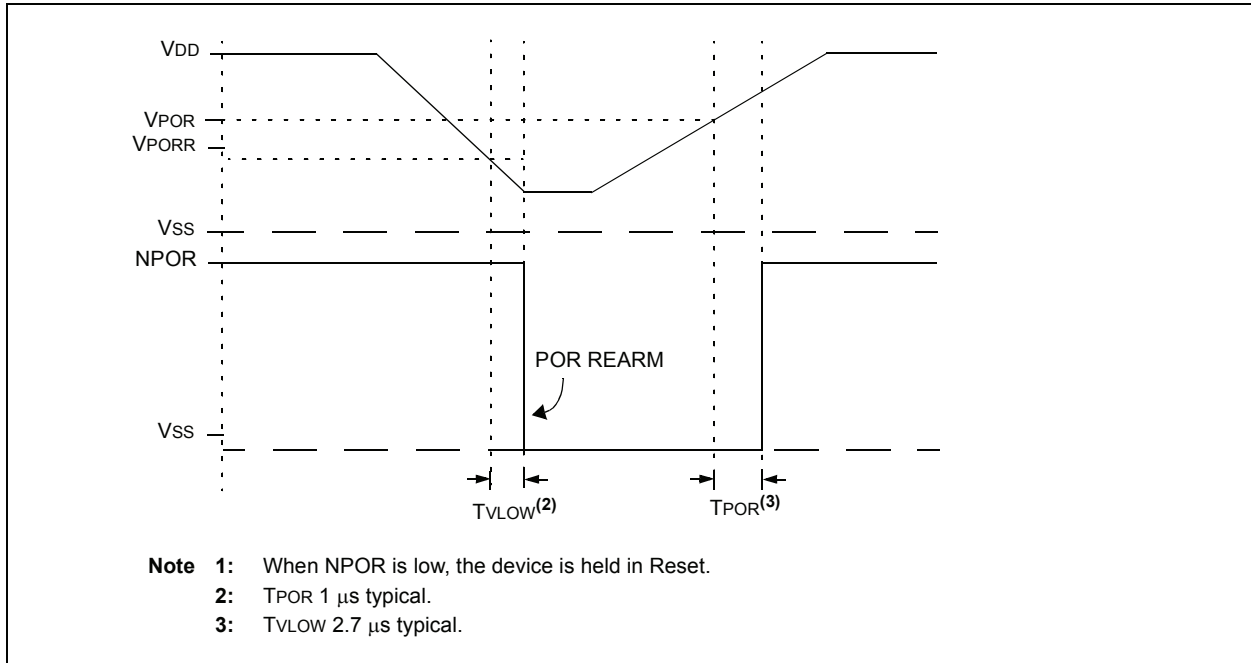 VDD
VPOR
VPORR
VSS
NPOR
POR REARM
VSS
TVLOW(2)
TPOR(3)
Note 1: When NPOR is low, the device is held in Reset.
2: TPOR 1 μs typical.
3: TVLOW 2.7 μs typical.